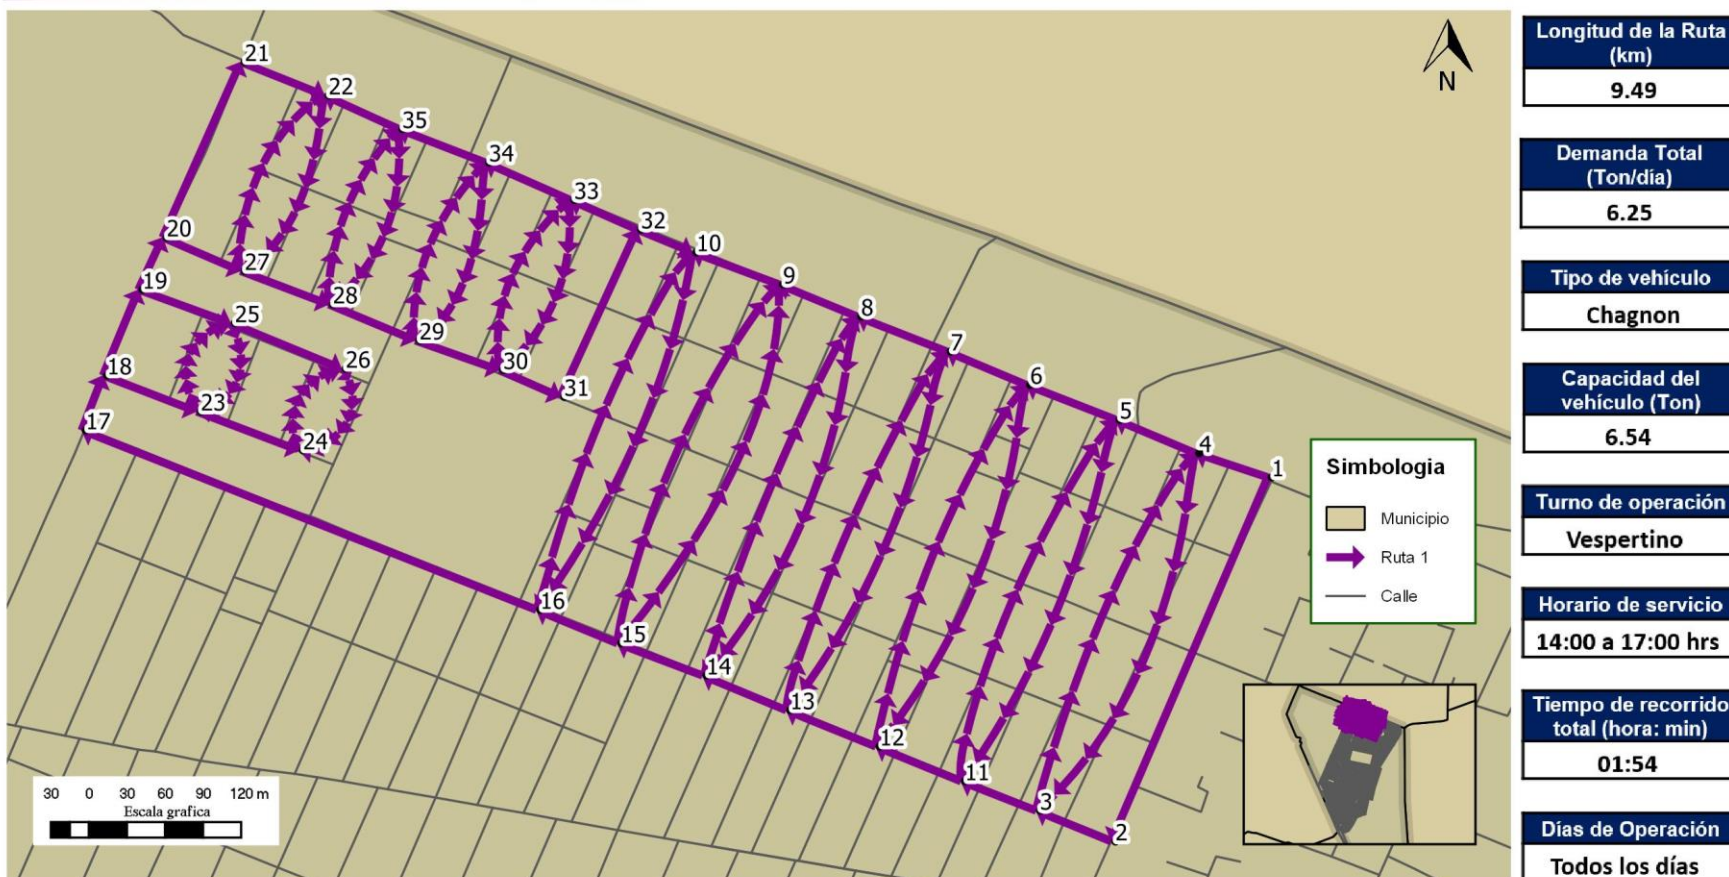 21
22
35
34
33
32
10
9
8
7
6
5
4
1
20
27
28
29
30
31
19
25
26
18
23
24
17
16
15
14
13
12
11
3
2
N
Simbologia
Municipio
Ruta 1
Calle
30 0 30 60 90 120 m
Escala grafica
Longitud de la Ruta
(km)
9.49
Demanda Total
(Ton/día)
6.25
Tipo de vehículo
Chagnon
Capacidad del
vehículo (Ton)
6.54
Turno de operación
Vespertino
Horario de servicio
14:00 a 17:00 hrs
Tiempo de recorrido
total (hora: min)
01:54
Días de Operación
Todos los días